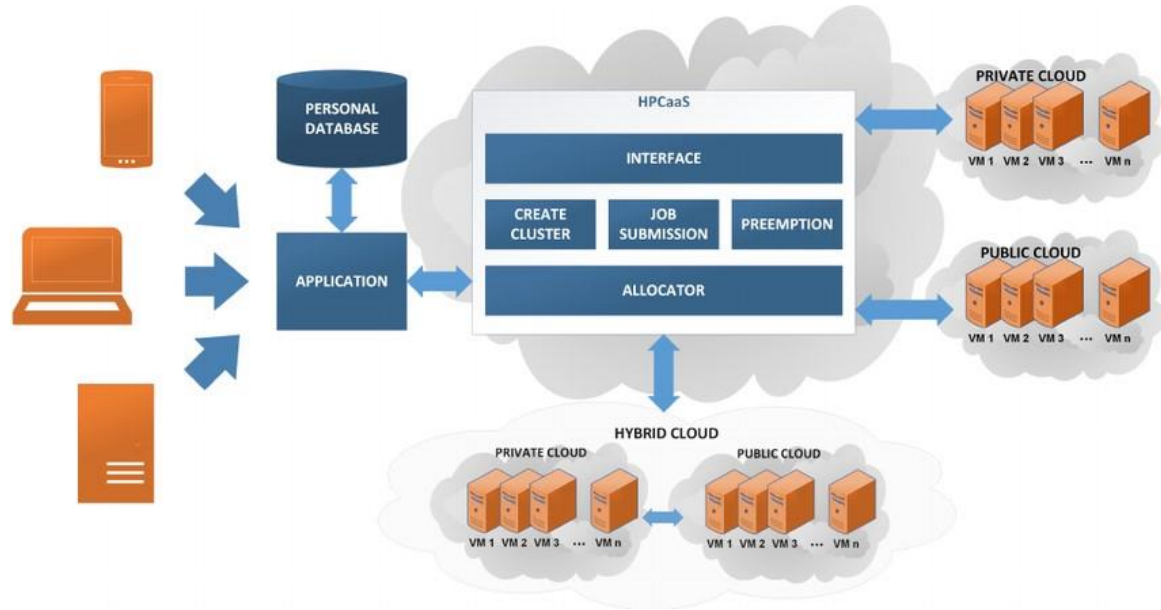 PERSONAL
DATABASE
APPLICATION
HPCaaS
INTERFACE
CREATE
CLUSTER
JOB
SUBMISSION
PREEMPTION
ALLOCATOR
PRIVATE CLOUD
VM 1 VM 2 VM 3 ... VM n
PUBLIC CLOUD
VM 1 VM 2 VM 3 ... VM n
HYBRID CLOUD
PRIVATE CLOUD
VM 1 VM 2 VM 3 ... VM n
PUBLIC CLOUD
VM 1 VM 2 VM 3 ... VM n